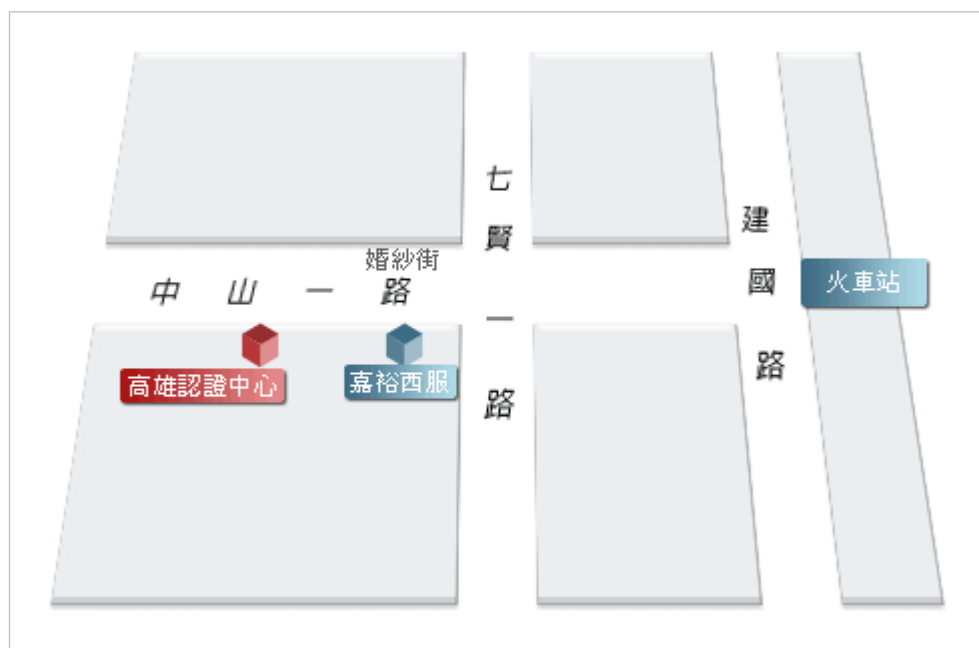 七賢一路
建國路
婚紗街
中山一路
火車站
高雄認證中心
嘉裕西服